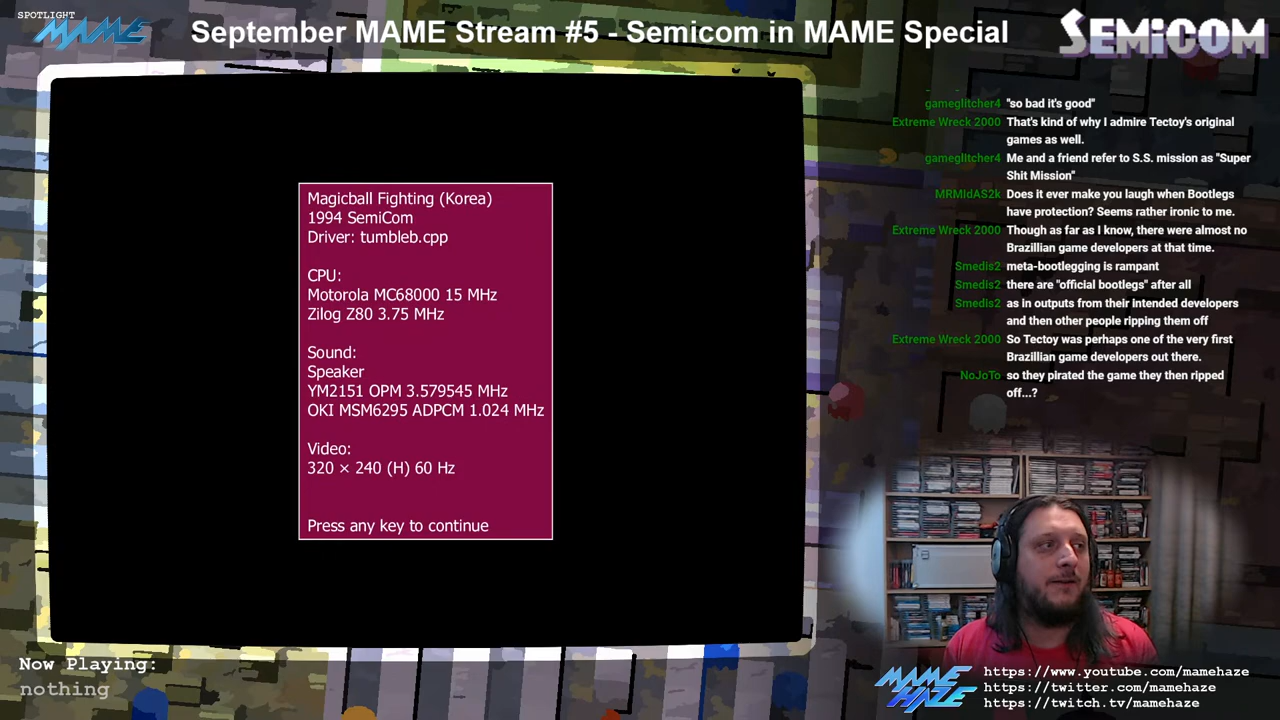 SPOTLIGHT
MAME
September MAME Stream #5 - Semicom in MAME Special
SEMiCOM
Magicball Fighting (Korea)
1994 SemiCom
Driver: tumbleb.cpp
CPU:
Motorola MC68000 15 MHz
Zilog Z80 3.75 MHz
Sound:
Speaker
YM2151 OPM 3.579545 MHz
OKI MSM6295 ADPCM 1.024 MHz
Video:
320 × 240 (H) 60 Hz
Press any key to continue
gameglitcher4 "so bad it's good"
Extreme Wreck 2000 That's kind of why I admire Tectoy's original
games as well.
gameglitcher4 Me and a friend refer to S.S. mission as "Super
Shit Mission"
MRMIdAS2k Does it ever make you laugh when Bootlegs
have protection? Seems rather ironic to me.
Extreme Wreck 2000 Though as far as I know, there were almost no
Brazillian game developers at that time.
Smedis2 meta-bootlegging is rampant
Smedis2 there are "official bootlegs" after all
Smedis2 as in outputs from their intended developers
and then other people ripping them off
Extreme Wreck 2000 So Tectoy was perhaps one of the very first
Brazillian game developers out there.
NoJoTo so they pirated the game they then ripped
off...?
Now Playing:
nothing
MAME
HAZE
https://www.youtube.com/mamehaze
https://twitter.com/mamehaze
https://twitch.tv/mamehaze